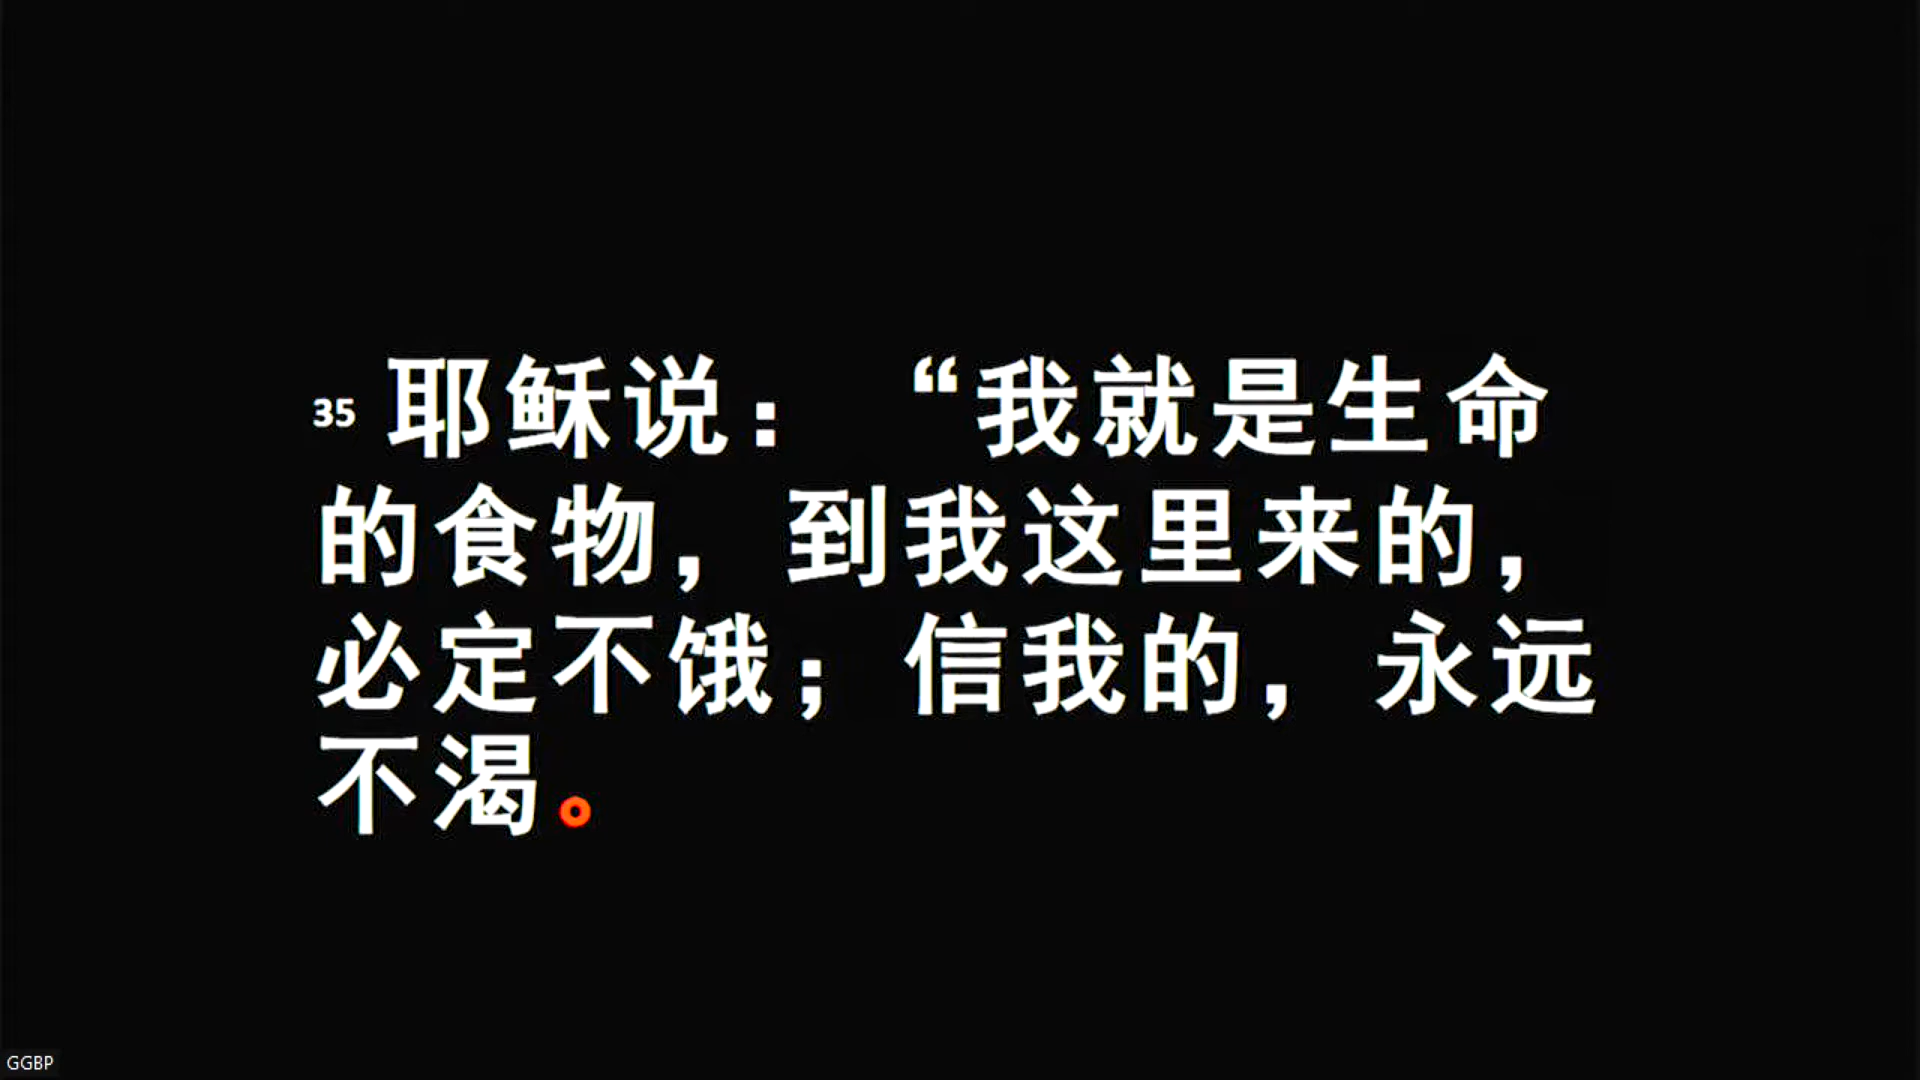 35 耶稣说：“我就是生命
的食物，到我这里来的，
必定不饿；信我的，永远
不渴。
GGBP